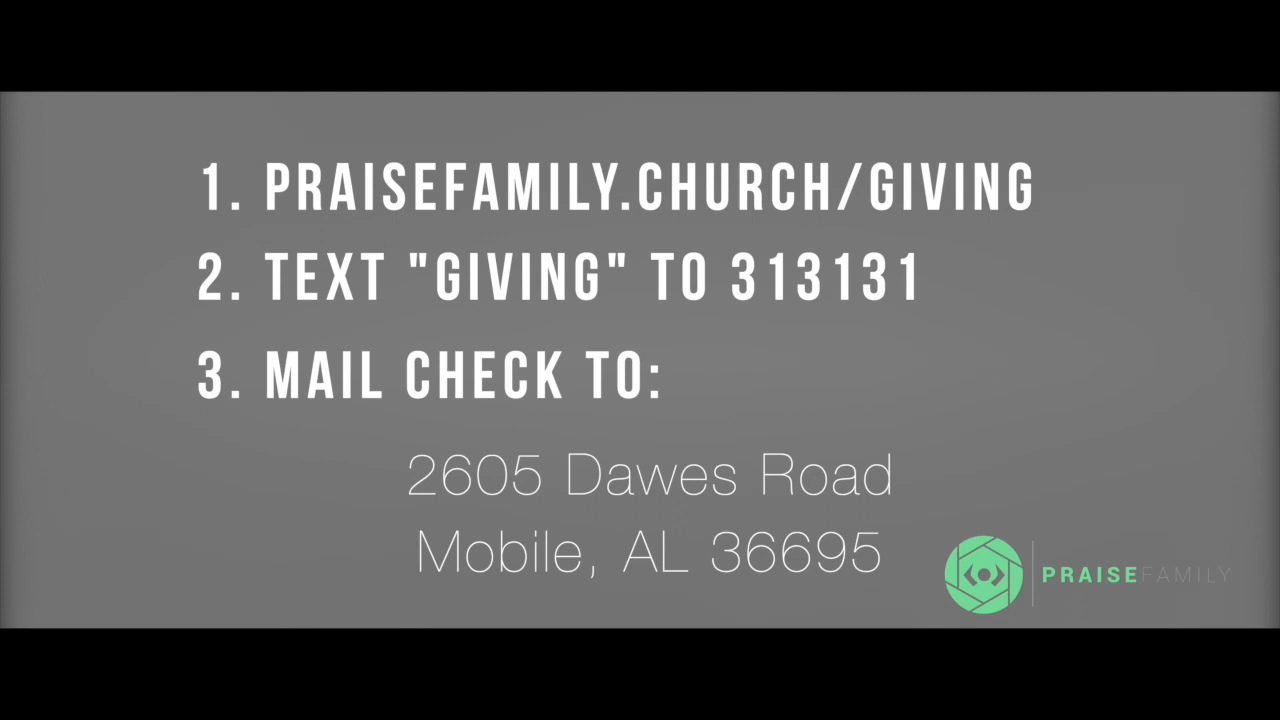 1. PRAISEFAMILY.CHURCH/GIVING
2. TEXT "GIVING" TO 313131
3. MAIL CHECK TO:
2605 Dawes Road
Mobile, AL 36695
PRAISEFAMILY